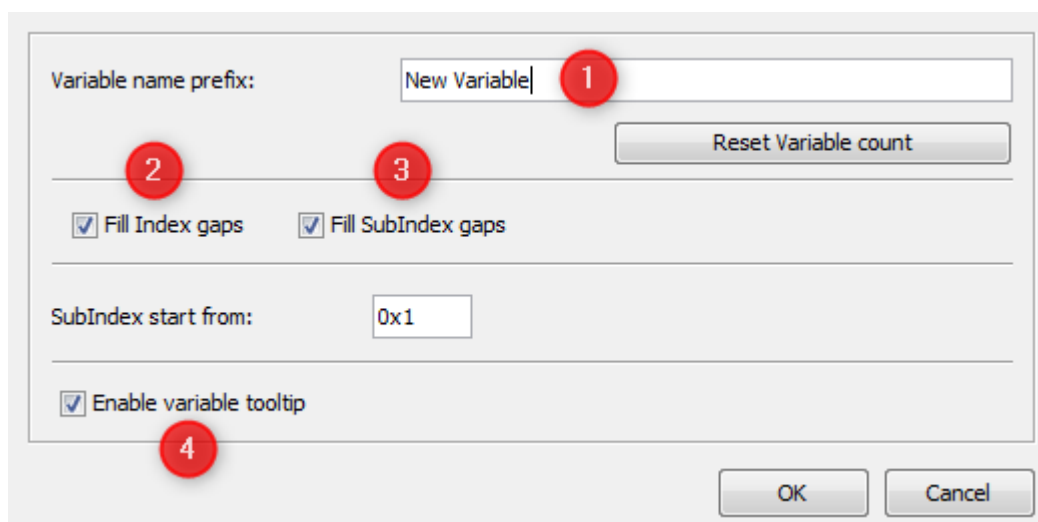 Variable name prefix: New Variable 1
Reset Variable count
2 3
Fill Index gaps Fill SubIndex gaps
SubIndex start from: 0x1
Enable variable tooltip
4
OK Cancel